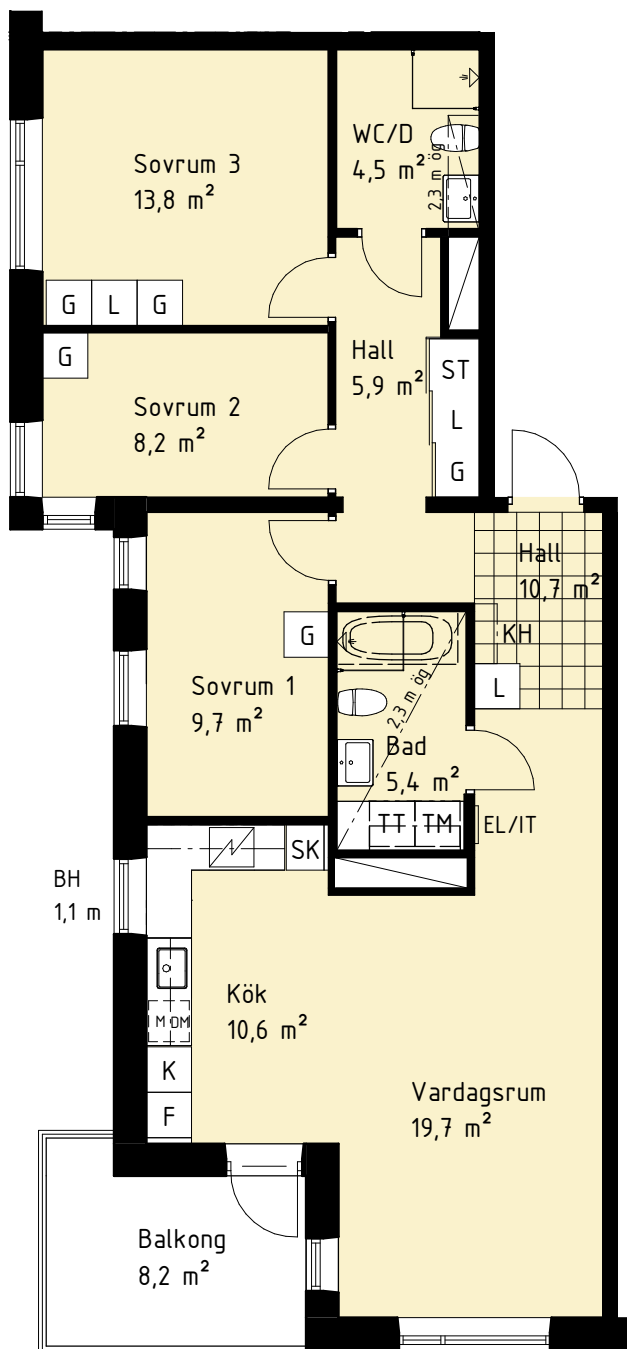 Sovrum 3
13,8 m²
WC/D
4,5 m²
2,3 m ög
G L G
G
Hall
5,9 m²
ST
L
G
Sovrum 2
8,2 m²
Hall
10,7 m²
KH
L
G
Sovrum 1
9,7 m²
2,3 m ög
Bad
5,4 m²
TT TM
EL/IT
SK
BH
1,1 m
Kök
10,6 m²
M DM
K
F
Vardagsrum
19,7 m²
Balkong
8,2 m²